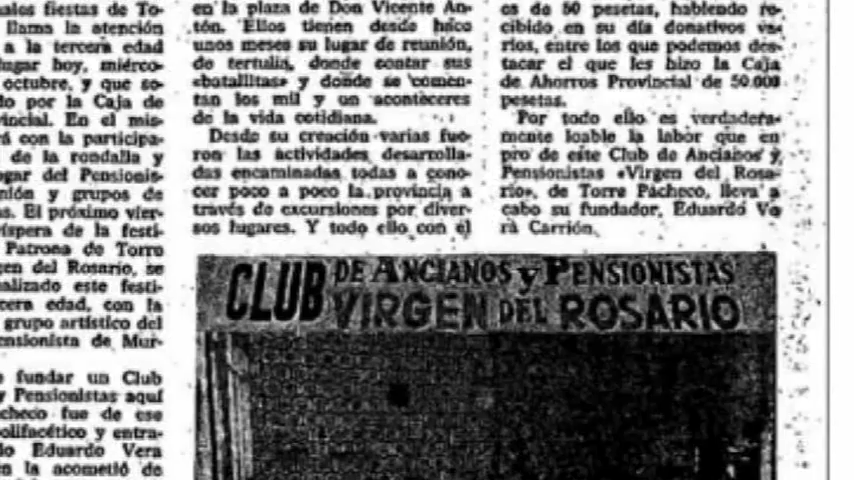 uales fiestas de To-
llama la atención
a la tercera edad
lugar hoy, miérco-
octubre, y que so-
do por la Caja de
vincial. En el mis-
rá con la participa-
de la rondalla y
ogar del Pensionis-
nión y grupos de
as. El próximo vier-
íspera de la festi-
Patrona de Torre
gen del Rosario, se
alizado este festi-
cera edad, con la
grupo artístico del
ensionista de Mur-
o fundar un Club
y Pensionistas aquí
acheco fue de ese
olifacético y entra-
do Eduardo Vera
en la acometió de
en la plaza de Don Vicente An-
tón. Ellos tienen desde hace
unos meses su lugar de reunión,
de tertulia, donde contar sus
«batallitas» y donde se comen-
tan los mil y un aconteceres
de la vida cotidiana.
Desde su creación varias fue-
ron las actividades desarrolla-
das encaminadas todas a cono-
cer poco a poco la provincia a
través de excursiones por diver-
sos lugares. Y todo ello con el
es de 50 pesetas, habiendo re-
cibido en su día donativos va-
rios, entre los que podemos des-
tacar el que les hizo la Caja
de Ahorros Provincial de 50.000
pesetas.
Por todo ello es verdadera-
mente loable la labor que en
pro de este Club de Ancianos y
Pensionistas «Virgen del Rosa-
rio», de Torre Pacheco, lleva a
cabo su fundador, Eduardo Ve
ra Carrión.
CLUB DE ANCIANOS y PENSIONISTAS
VIRGEN DEL ROSARIO